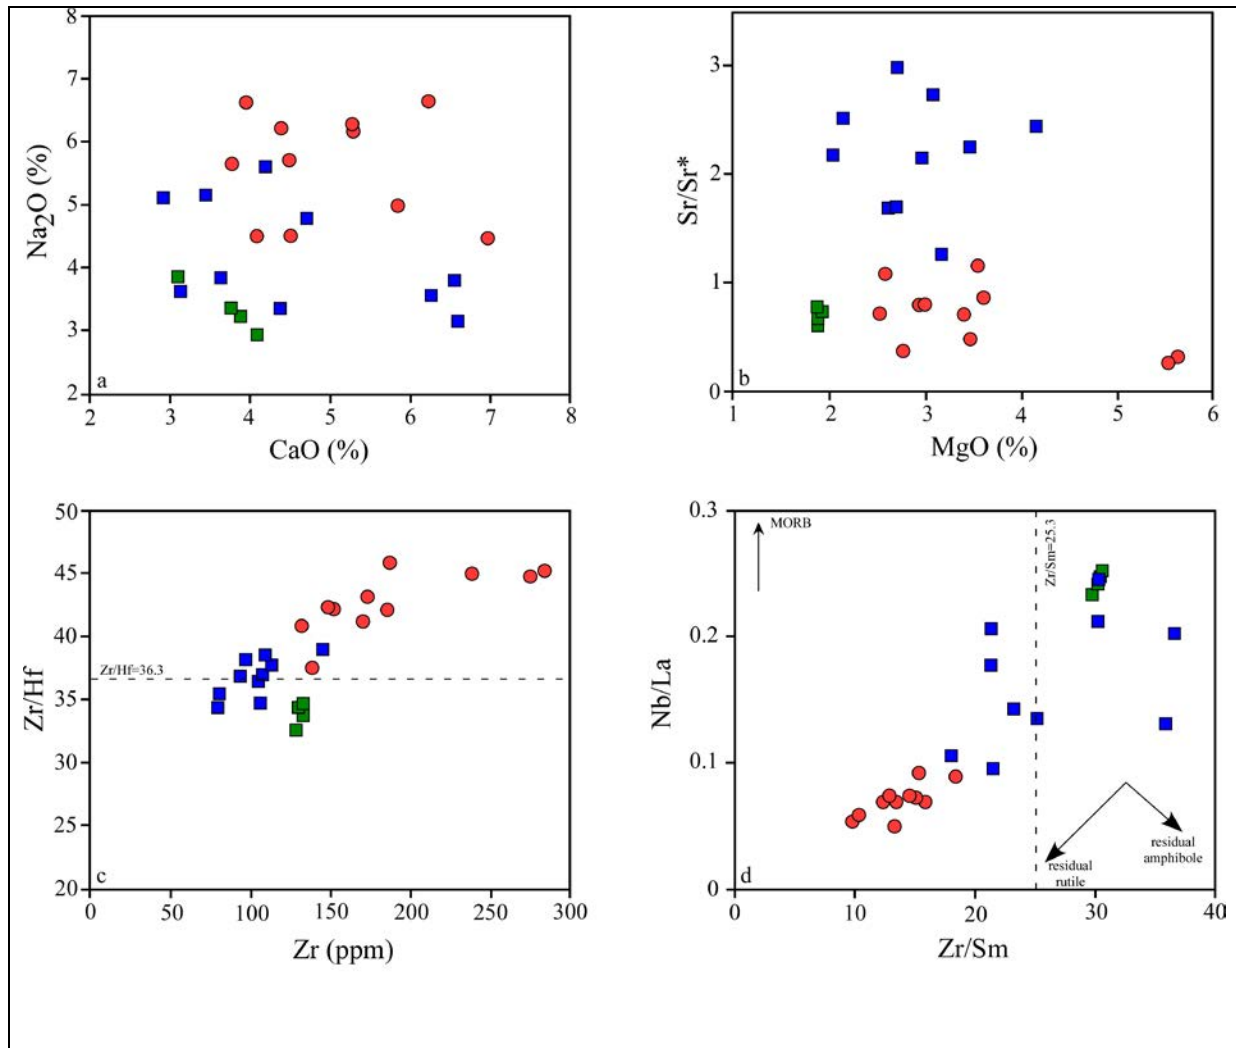 8
7
6
5
4
3
2
Na2O (%)
a
2 3 4 5 6 7 8
CaO (%)
3
2
1
0
Sr/Sr*
b
1 2 3 4 5 6
MgO (%)
50
45
40
35
30
25
20
Zr/Hf
Zr/Hf=36.3
c
0 50 100 150 200 250 300
Zr (ppm)
0.3
0.2
0.1
0
Nb/La
MORB
Zr/Sm=25.3
residual
amphibole
residual
rutile
d
0 10 20 30 40
Zr/Sm